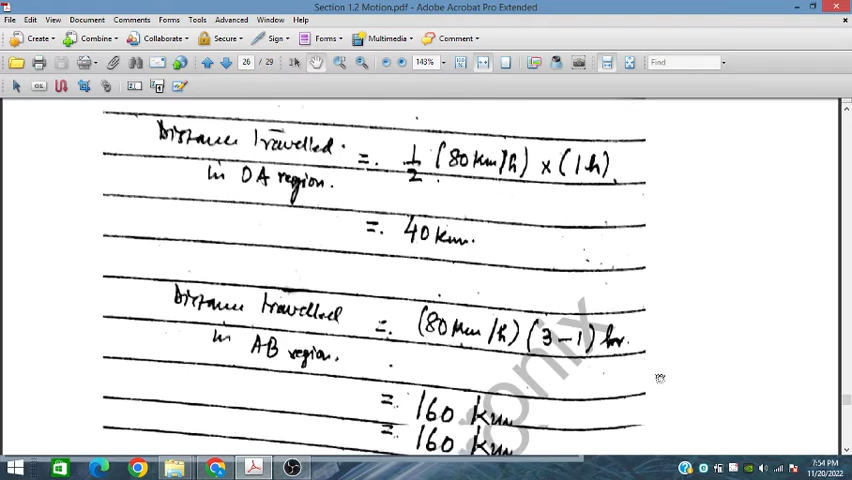 Section 1.2 Motion.pdf - Adobe Acrobat Pro Extended
File Edit View Document Comments Forms Tools Advanced Window Help
Create Combine Collaborate Secure Sign Forms Multimedia Comment
26 / 29 143% Find
Distance travelled in OA region. = 1/2 (80 km/h) × (1 h).
= 40 km.
Distance travelled in AB region. = (80 km/h) (3-1) hr.
= 160 km
= 160 km
ronix
7:54 PM
11/20/2022